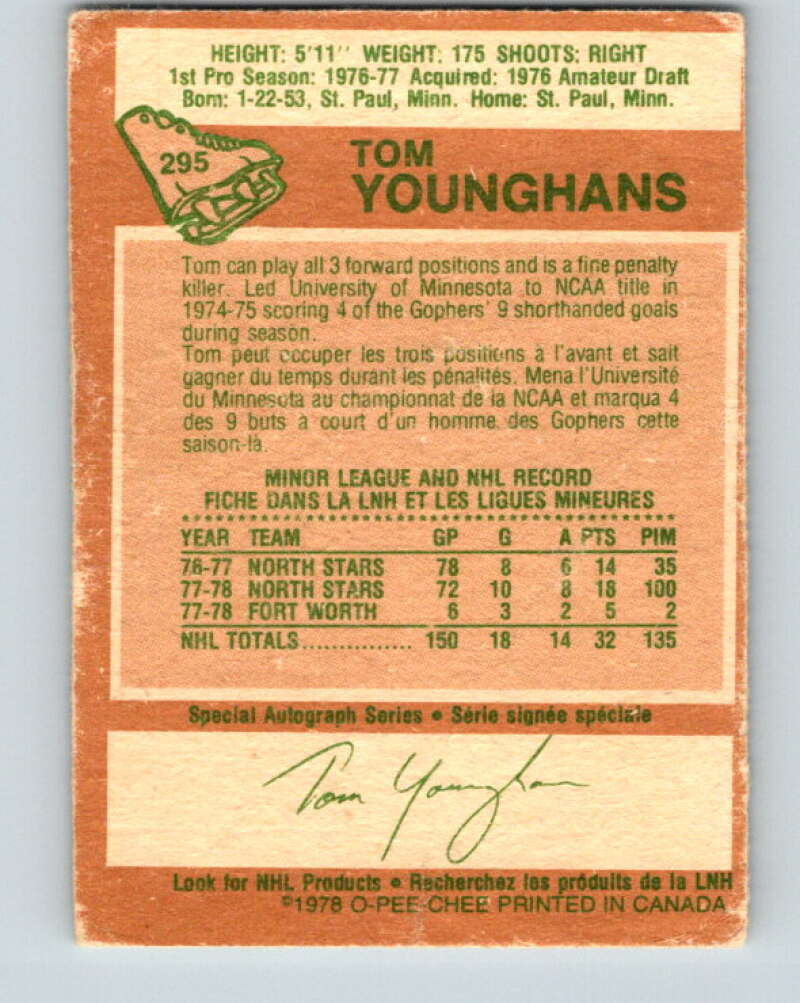 HEIGHT: 5'11'' WEIGHT: 175 SHOOTS: RIGHT
1st Pro Season: 1976-77 Acquired: 1976 Amateur Draft
Born: 1-22-53, St. Paul, Minn. Home: St. Paul, Minn.
295
TOM
YOUNGHANS
Tom can play all 3 forward positions and is a fine penalty
killer. Led University of Minnesota to NCAA title in
1974-75 scoring 4 of the Gophers' 9 shorthanded goals
during season.
Tom peut occuper les trois positions à l'avant et sait
gagner du temps durant les pénalités. Mena l'Université
du Minnesota au championnat de la NCAA et marqua 4
des 9 buts à court d'un homme des Gophers cette
saison-là.
MINOR LEAGUE AND NHL RECORD
FICHE DANS LA LNH ET LES LIGUES MINEURES
YEAR TEAM GP G A PTS PIM
76-77 NORTH STARS 78 8 6 14 35
77-78 NORTH STARS 72 10 8 18 100
77-78 FORT WORTH 6 3 2 5 2
NHL TOTALS............... 150 18 14 32 135
Special Autograph Series • Série signée spéciale
Tom Younghans
Look for NHL Products • Recherchez les produits de la LNH
©1978 O-PEE-CHEE PRINTED IN CANADA